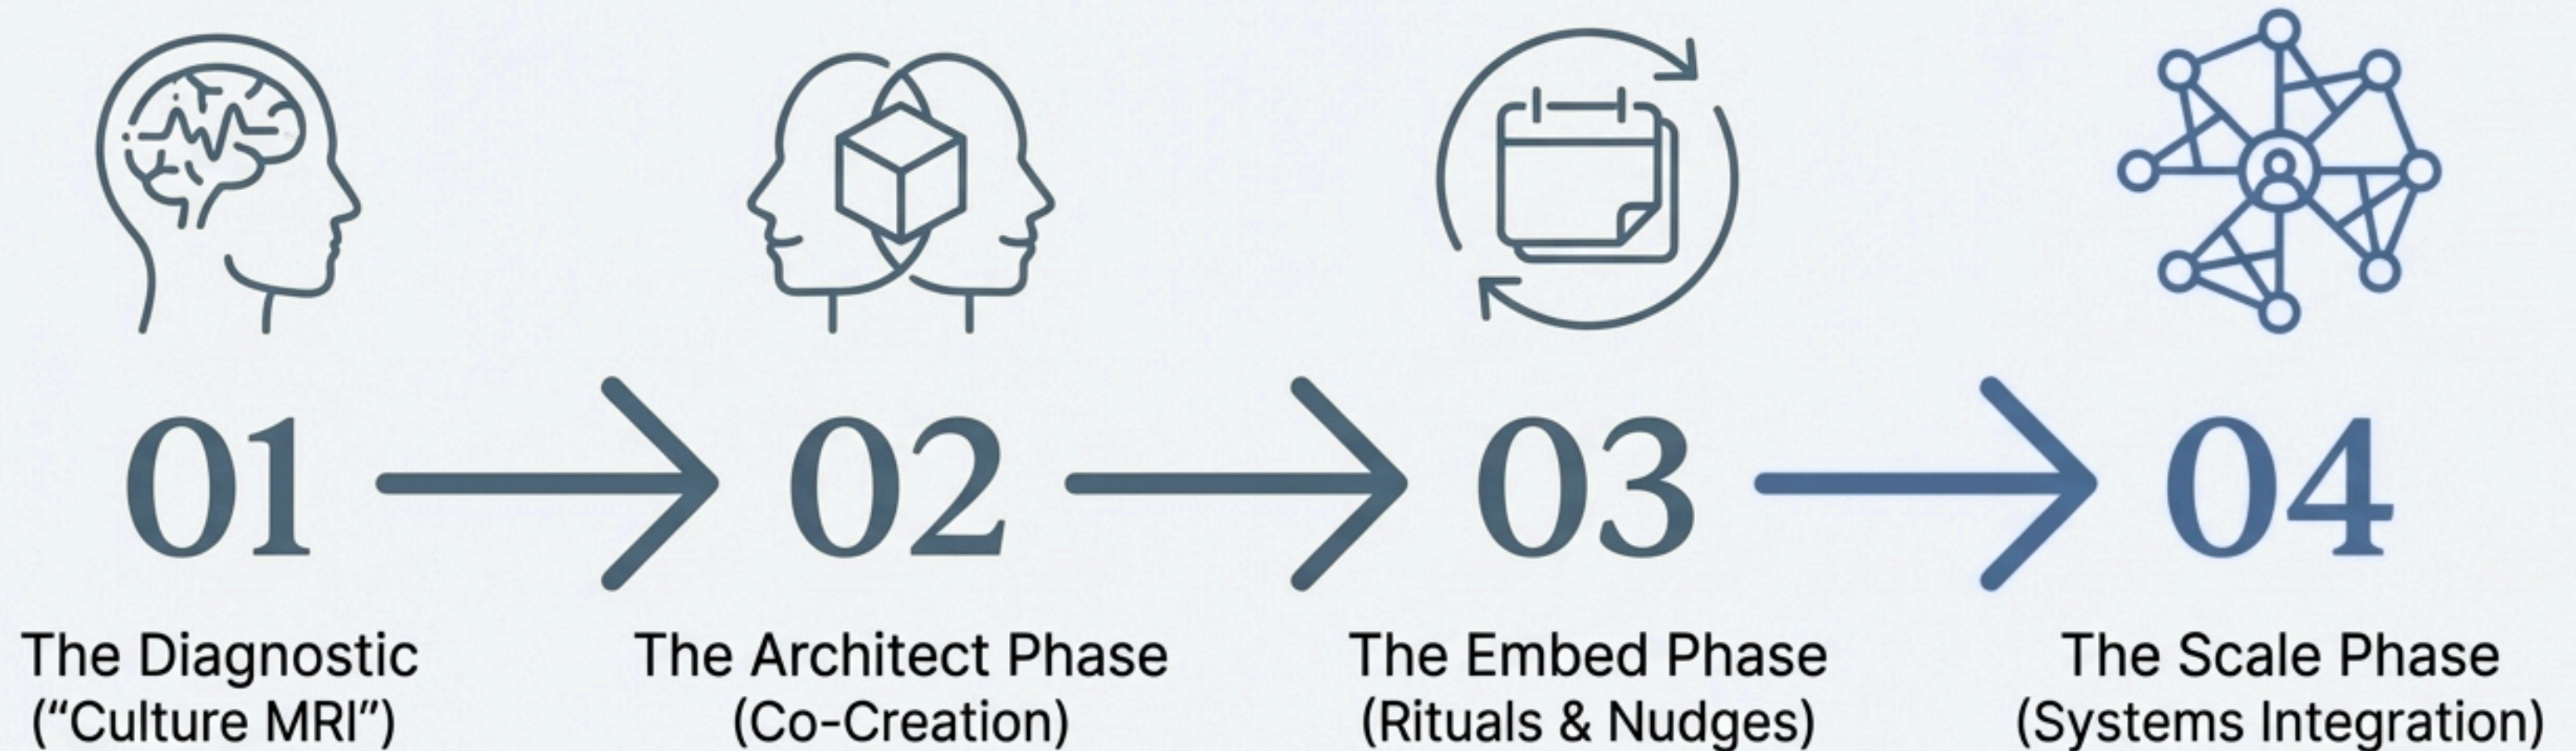 01
02
03
04
The Diagnostic
(“Culture MRI”)
The Architect Phase
(Co-Creation)
The Embed Phase
(Rituals & Nudges)
The Scale Phase
(Systems Integration)